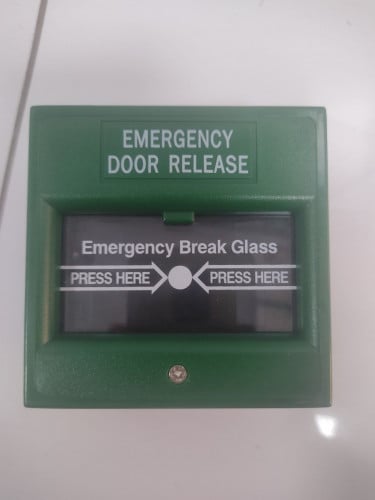 EMERGENCY
DOOR RELEASE
Emergency Break Glass
PRESS HERE PRESS HERE